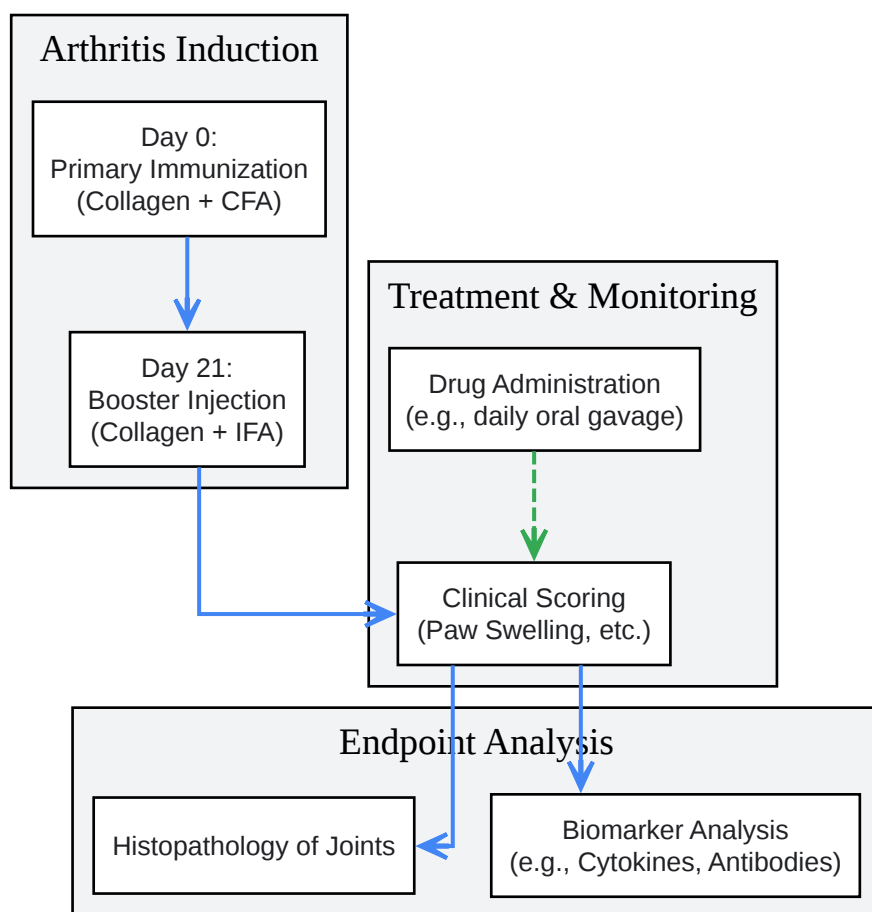 Arthritis Induction
Day 0:
Primary Immunization
(Collagen + CFA)
Day 21:
Booster Injection
(Collagen + IFA)
Treatment & Monitoring
Drug Administration
(e.g., daily oral gavage)
Clinical Scoring
(Paw Swelling, etc.)
Endpoint Analysis
Histopathology of Joints
Biomarker Analysis
(e.g., Cytokines, Antibodies)